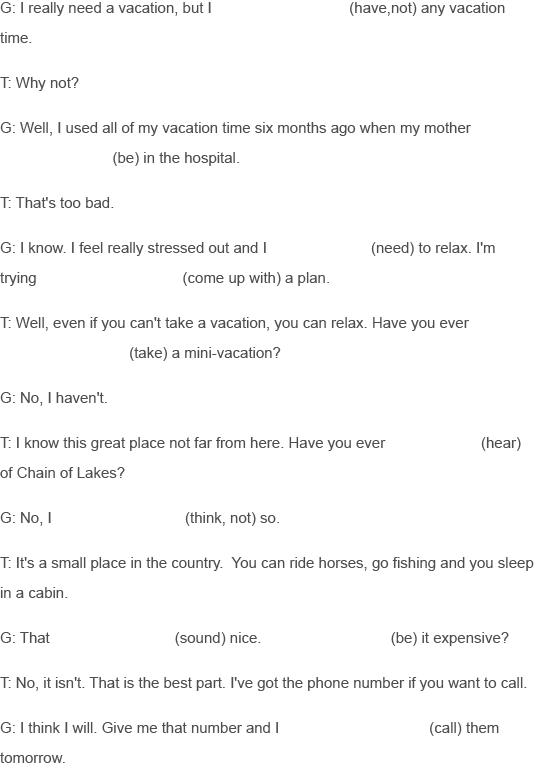 G: I really need a vacation, but I (have,not) any vacation
time.
T: Why not?
G: Well, I used all of my vacation time six months ago when my mother
(be) in the hospital.
T: That's too bad.
G: I know. I feel really stressed out and I (need) to relax. I'm
trying (come up with) a plan.
T: Well, even if you can't take a vacation, you can relax. Have you ever
(take) a mini-vacation?
G: No, I haven't.
T: I know this great place not far from here. Have you ever (hear)
of Chain of Lakes?
G: No, I (think, not) so.
T: It's a small place in the country.  You can ride horses, go fishing and you sleep
in a cabin.
G: That (sound) nice. (be) it expensive?
T: No, it isn't. That is the best part. I've got the phone number if you want to call.
G: I think I will. Give me that number and I (call) them
tomorrow.